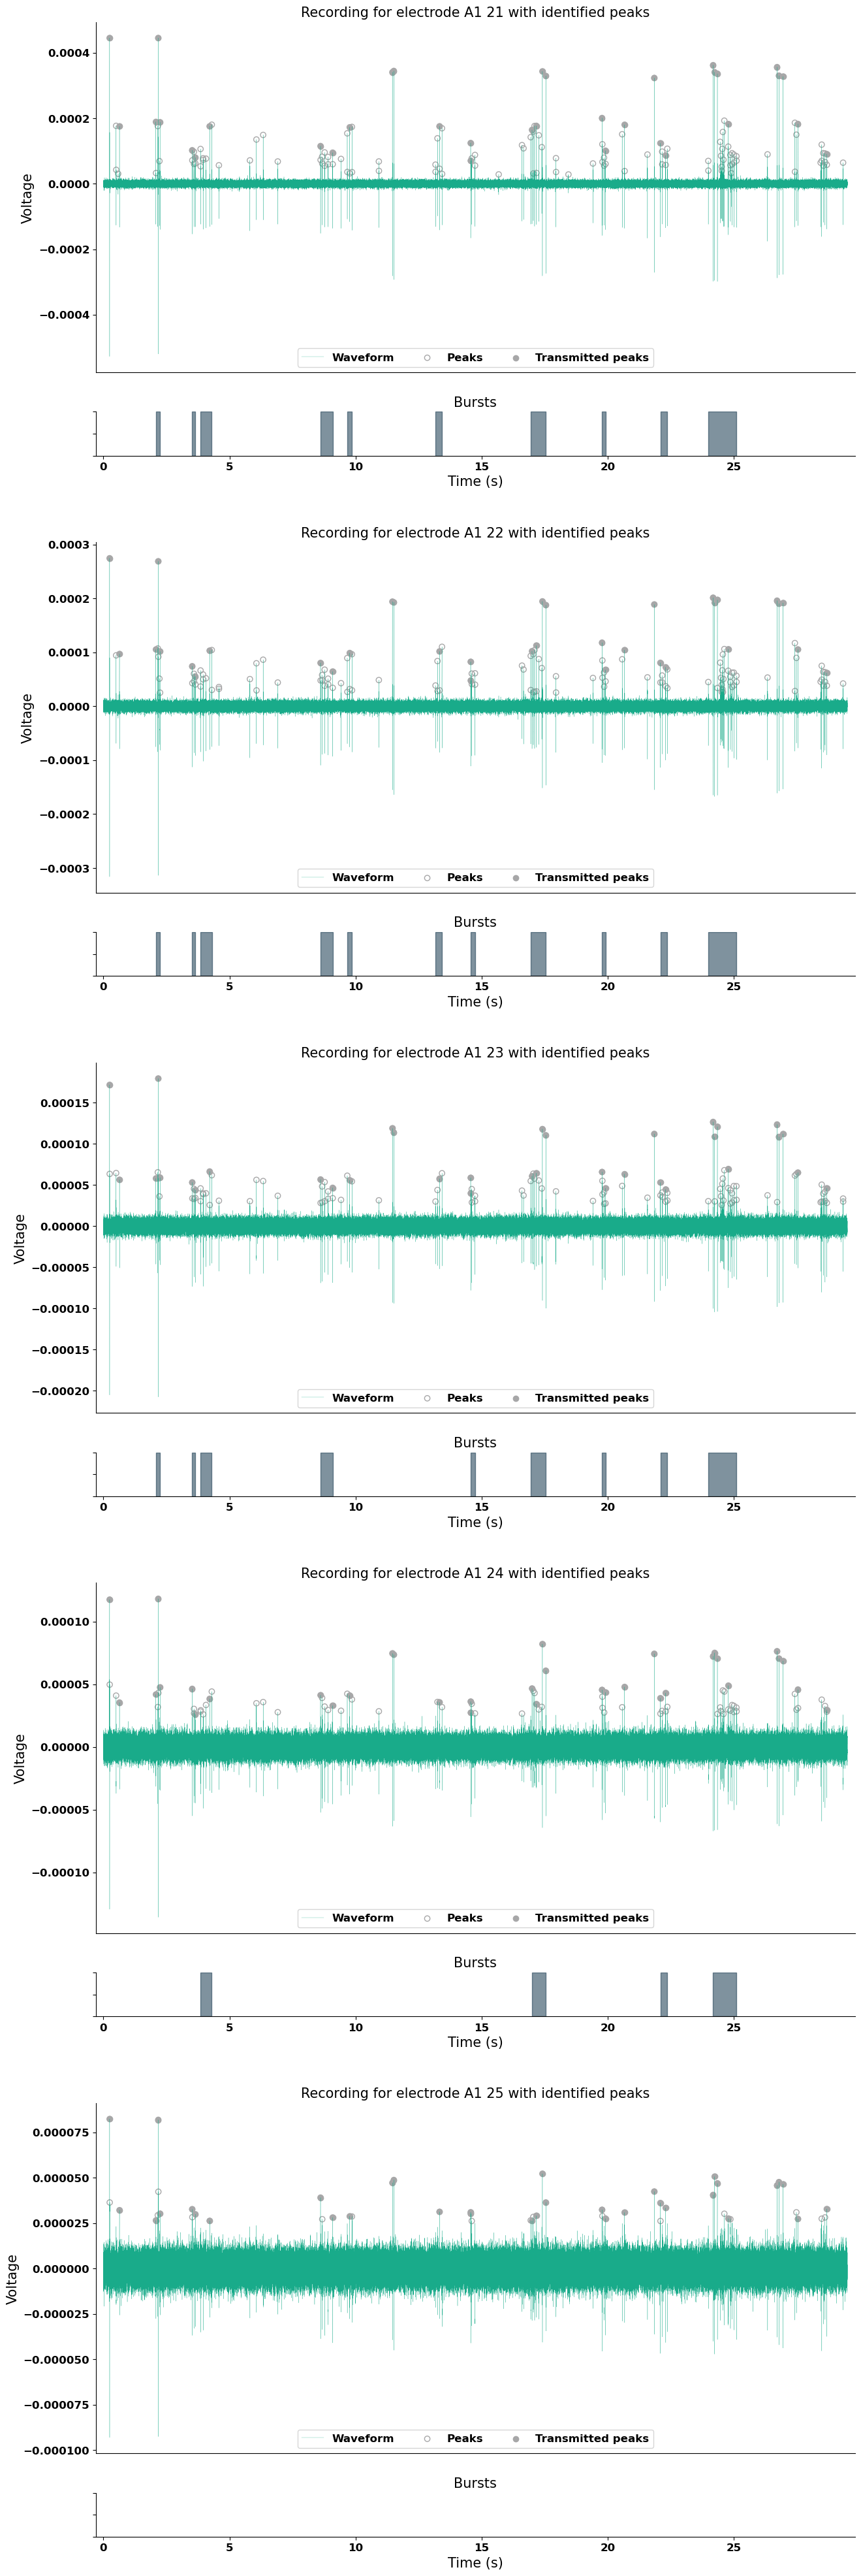 Recording for electrode A1 21 with identified peaks
0.0004
0.0002
0.0000
−0.0002
−0.0004
Voltage
Waveform Peaks Transmitted peaks
Bursts
0 5 10 15 20 25
Time (s)
Recording for electrode A1 22 with identified peaks
0.0003
0.0002
0.0001
0.0000
−0.0001
−0.0002
−0.0003
Voltage
Waveform Peaks Transmitted peaks
Bursts
0 5 10 15 20 25
Time (s)
Recording for electrode A1 23 with identified peaks
0.00015
0.00010
0.00005
0.00000
−0.00005
−0.00010
−0.00015
−0.00020
Voltage
Waveform Peaks Transmitted peaks
Bursts
0 5 10 15 20 25
Time (s)
Recording for electrode A1 24 with identified peaks
0.00010
0.00005
0.00000
−0.00005
−0.00010
Voltage
Waveform Peaks Transmitted peaks
Bursts
0 5 10 15 20 25
Time (s)
Recording for electrode A1 25 with identified peaks
0.000075
0.000050
0.000025
0.000000
−0.000025
−0.000050
−0.000075
−0.000100
Voltage
Waveform Peaks Transmitted peaks
Bursts
0 5 10 15 20 25
Time (s)